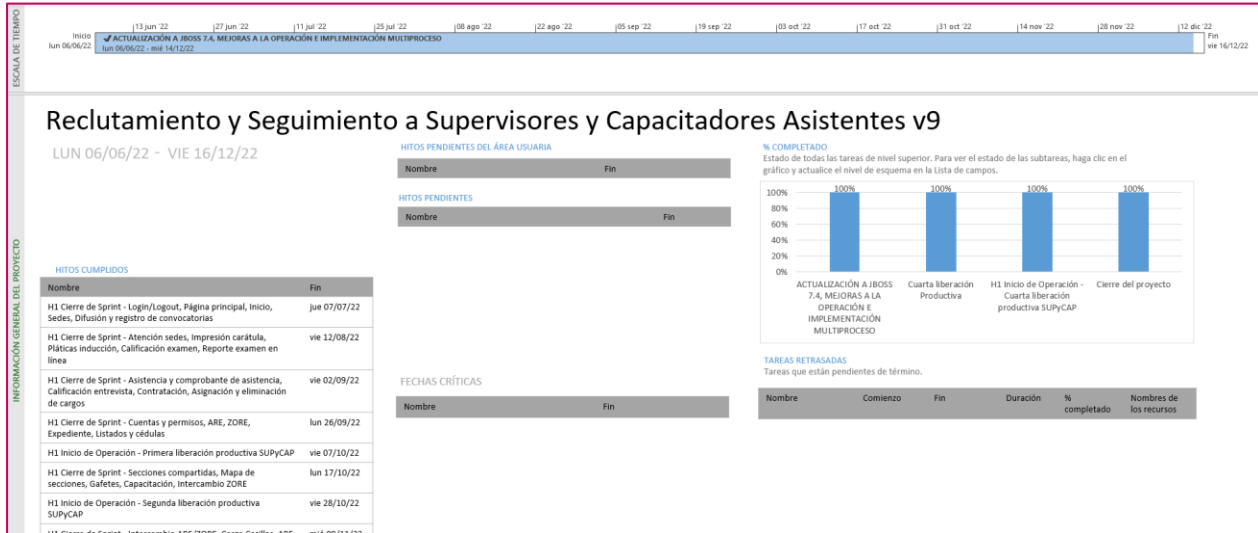 ESCALA DE TIEMPO
13 jun '22 27 jun '22 11 jul '22 25 jul '22 08 ago '22 22 ago '22 05 sep '22 19 sep '22 03 oct '22 17 oct '22 31 oct '22 14 nov '22 28 nov '22 12 dic '22
Inicio
lun 06/06/22
ACTUALIZACIÓN A JBOSS 7.4, MEJORAS A LA OPERACIÓN E IMPLEMENTACIÓN MULTIPROCESO
lun 06/06/22 - mié 14/12/22
Fin
vie 16/12/22
INFORMACIÓN GENERAL DEL PROYECTO
Reclutamiento y Seguimiento a Supervisores y Capacitadores Asistentes v9
LUN 06/06/22 - VIE 16/12/22
HITOS CUMPLIDOS
Nombre Fin
H1 Cierre de Sprint - Login/Logout, Página principal, Inicio, jue 07/07/22
Sedes, Difusión y registro de convocatorias
H1 Cierre de Sprint - Atención sedes, Impresión carátula, vie 12/08/22
Pláticas inducción, Calificación examen, Reporte examen en
línea
H1 Cierre de Sprint - Asistencia y comprobante de asistencia, vie 02/09/22
Calificación entrevista, Contratación, Asignación y eliminación
de cargos
H1 Cierre de Sprint - Cuentas y permisos, ARE, ZORE, lun 26/09/22
Expediente, Listados y cédulas
H1 Inicio de Operación - Primera liberación productiva SUPyCAP vie 07/10/22
H1 Cierre de Sprint - Secciones compartidas, Mapa de lun 17/10/22
secciones, Gafetes, Capacitación, Intercambio ZORE
H1 Inicio de Operación - Segunda liberación productiva vie 28/10/22
SUPyCAP
HITOS PENDIENTES DEL ÁREA USUARIA
Nombre Fin
HITOS PENDIENTES
Nombre Fin
FECHAS CRÍTICAS
Nombre Fin
% COMPLETADO
Estado de todas las tareas de nivel superior. Para ver el estado de las subtareas, haga clic en el
gráfico y actualice el nivel de esquema en la Lista de campos.
100% 100% 100% 100%
100%
80%
60%
40%
20%
0%
ACTUALIZACIÓN A JBOSS
7.4, MEJORAS A LA
OPERACIÓN E
IMPLEMENTACIÓN
MULTIPROCESO
Cuarta liberación
Productiva
H1 Inicio de Operación -
Cuarta liberación
productiva SUPyCAP
Cierre del proyecto
TAREAS RETRASADAS
Tareas que están pendientes de término.
Nombre Comienzo Fin Duración % completado Nombres de los recursos